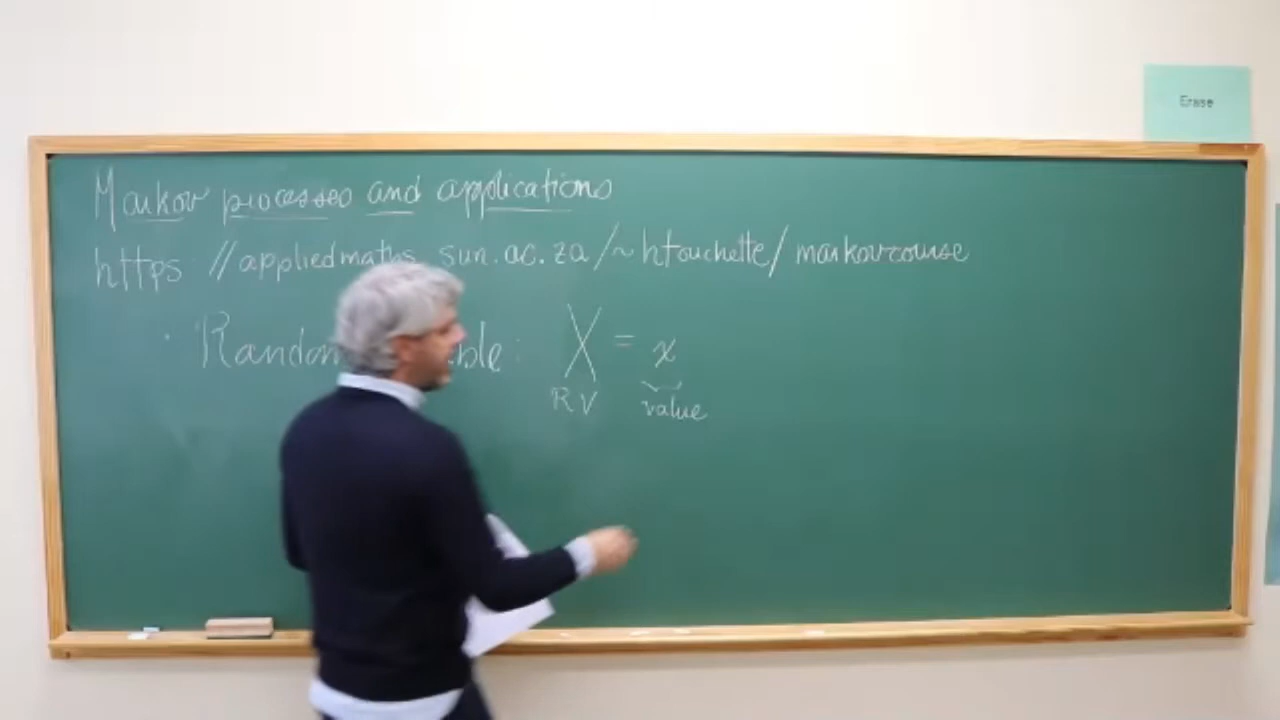 Erase
Markov processes and applications
https //appliedmaths.sun.ac.za/~htouchette/markovcourse
· Random ble: X = x
RV value